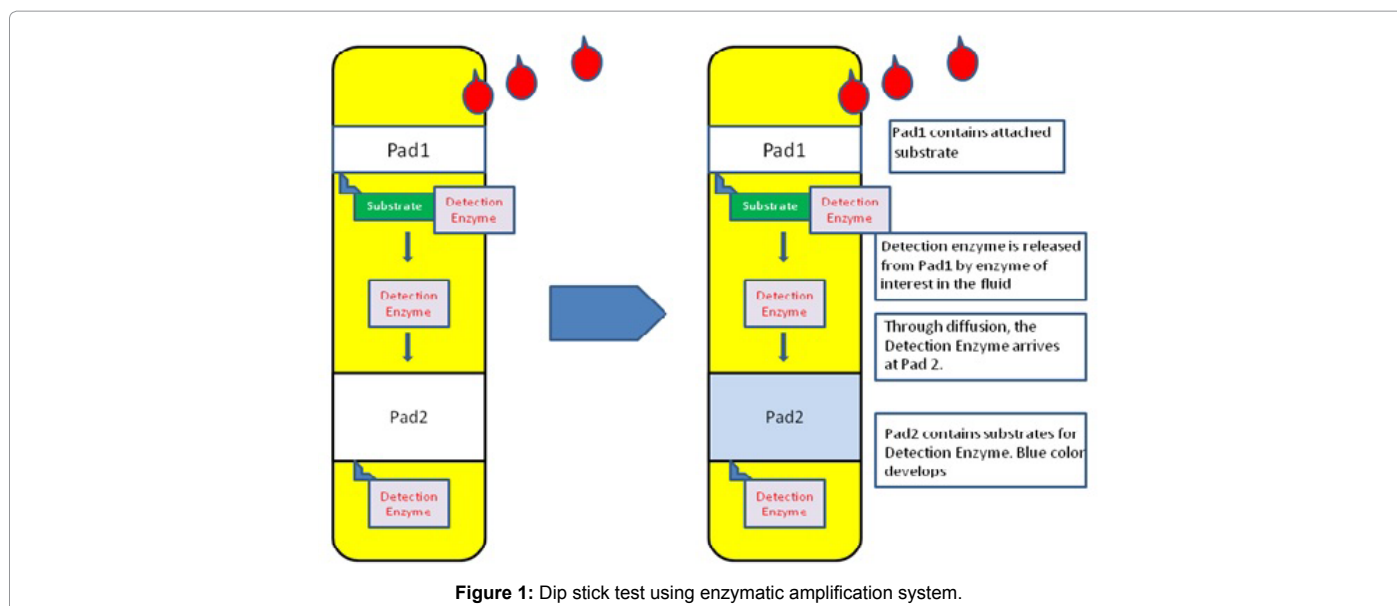 Pad1
Substrate
Detection
Enzyme
Detection
Enzyme
Pad2
Detection
Enzyme
Pad1
Substrate
Detection
Enzyme
Detection
Enzyme
Pad2
Detection
Enzyme
Pad1 contains attached
substrate
Detection enzyme is released
from Pad1 by enzyme of
interest in the fluid
Through diffusion, the
Detection Enzyme arrives
at Pad 2.
Pad2 contains substrates for
Detection Enzyme. Blue color
develops
Figure 1: Dip stick test using enzymatic amplification system.